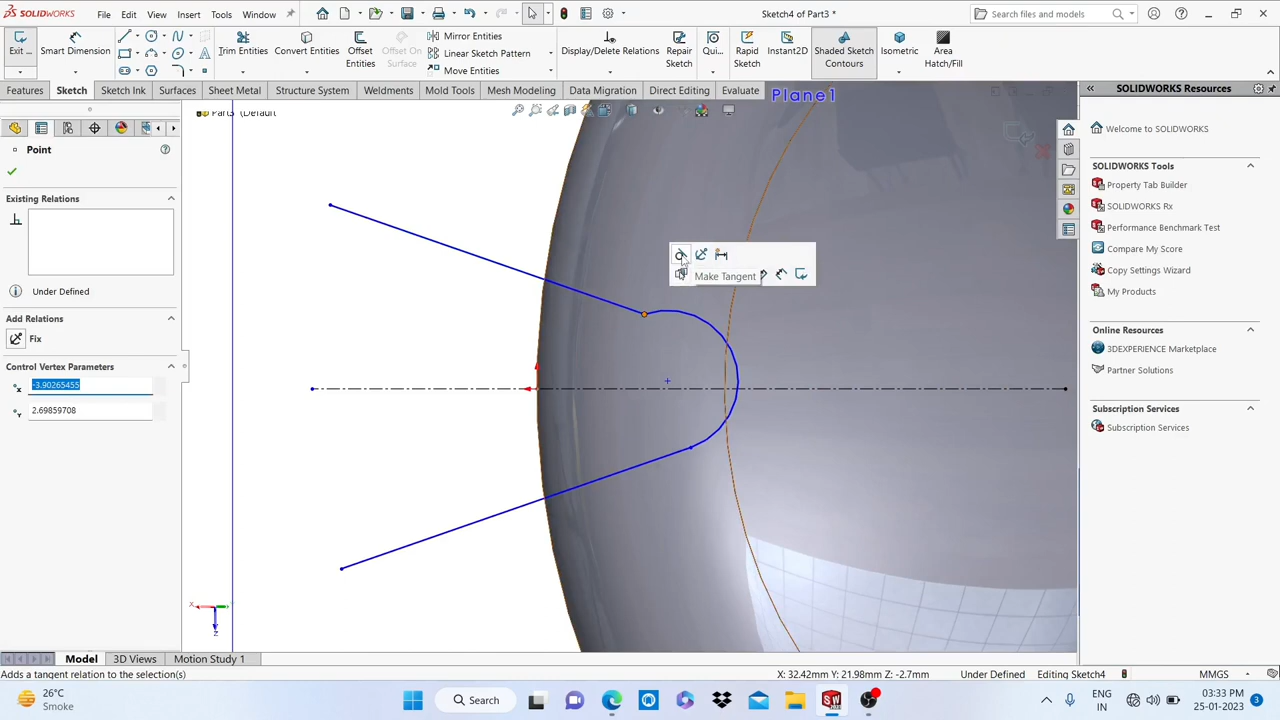 SOLIDWORKS File Edit View Insert Tools Window Sketch4 of Part3 * Search files and models
Exit ... Smart Dimension Trim Entities Convert Entities Offset Entities Offset On Surface Mirror Entities Linear Sketch Pattern Move Entities Display/Delete Relations Repair Sketch Qui... Rapid Sketch Instant2D Shaded Sketch Contours Isometric Area Hatch/Fill
Features Sketch Sketch Ink Surfaces Sheet Metal Structure System Weldments Mold Tools Mesh Modeling Data Migration Direct Editing Evaluate Plane1
SOLIDWORKS Resources
Part3 (Default
Welcome to SOLIDWORKS
Point
SOLIDWORKS Tools
Property Tab Builder
Existing Relations
SOLIDWORKS Rx
Performance Benchmark Test
Compare My Score
Copy Settings Wizard
Make Tangent
Under Defined
My Products
Add Relations
Online Resources
Fix
3DEXPERIENCE Marketplace
Control Vertex Parameters
Partner Solutions
-3.90265455
2.69859708
Subscription Services
Subscription Services
X
Z
Model 3D Views Motion Study 1
Adds a tangent relation to the selection(s) X: 32.42mm Y: 21.98mm Z: -2.7mm Under Defined Editing Sketch4 MMGS
26°C
Smoke
Search
ENG
IN
03:33 PM
25-01-2023
3